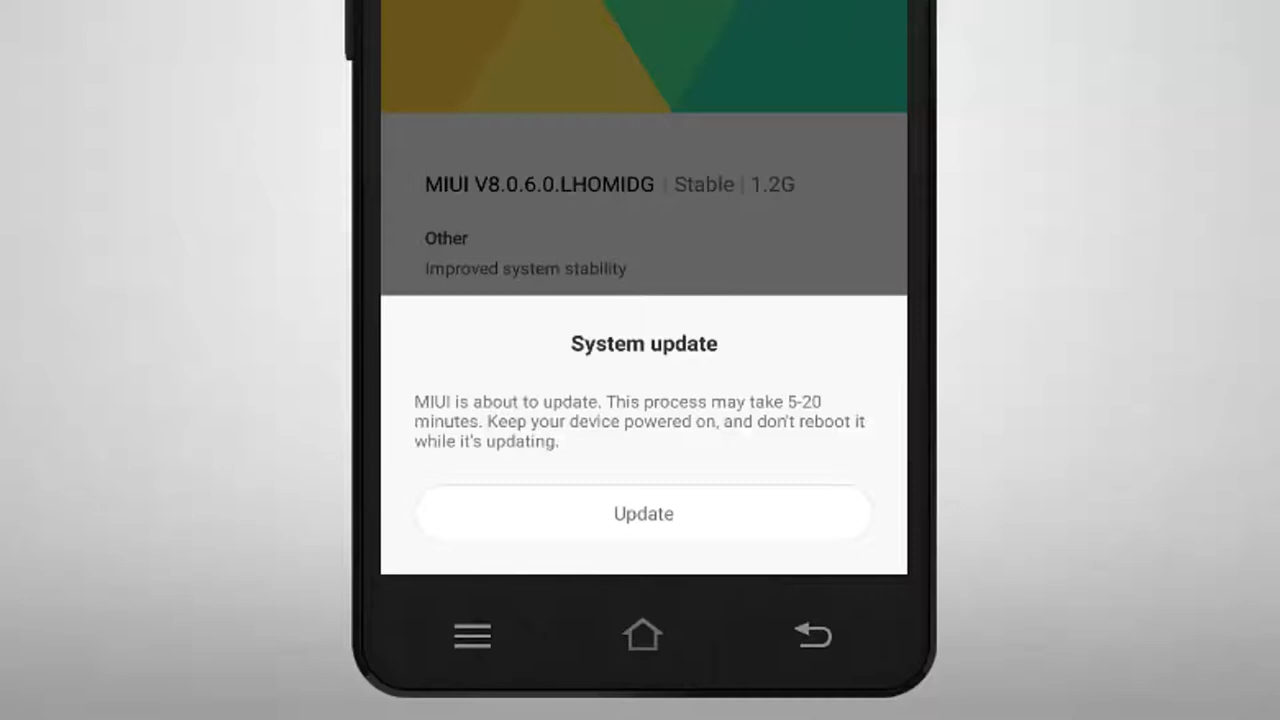 MIUI V8.0.6.0.LHOMIDG | Stable | 1.2G
Other
Improved system stability
System update
MIUI is about to update. This process may take 5-20
minutes. Keep your device powered on, and don't reboot it
while it's updating.
Update